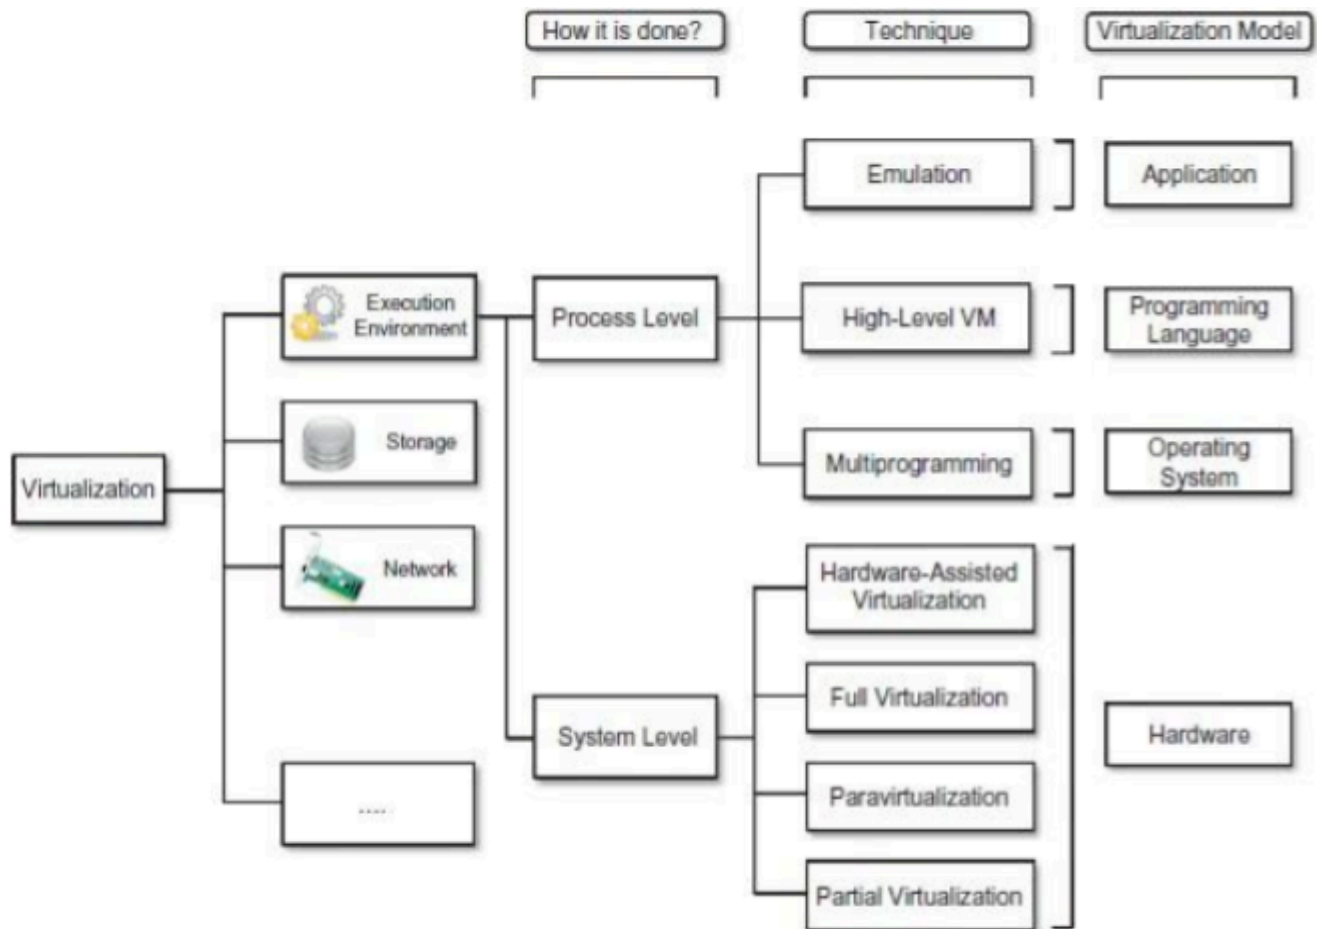 How it is done?
Technique
Virtualization Model
Emulation
Application
Execution
Environment
Process Level
High-Level VM
Programming
Language
Storage
Multiprogramming
Operating
System
Virtualization
Network
Hardware-Assisted
Virtualization
Full Virtualization
System Level
Hardware
Paravirtualization
....
Partial Virtualization